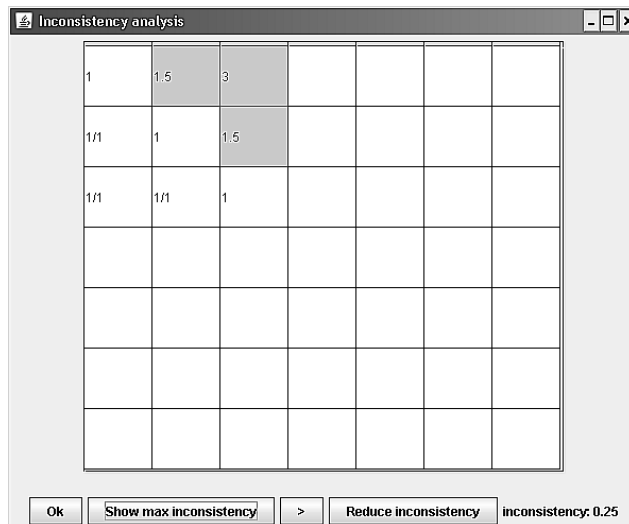 Inconsistency analysis
1 1.5 3
1/1 1 1.5
1/1 1/1 1
Ok Show max inconsistency > Reduce inconsistency inconsistency: 0.25